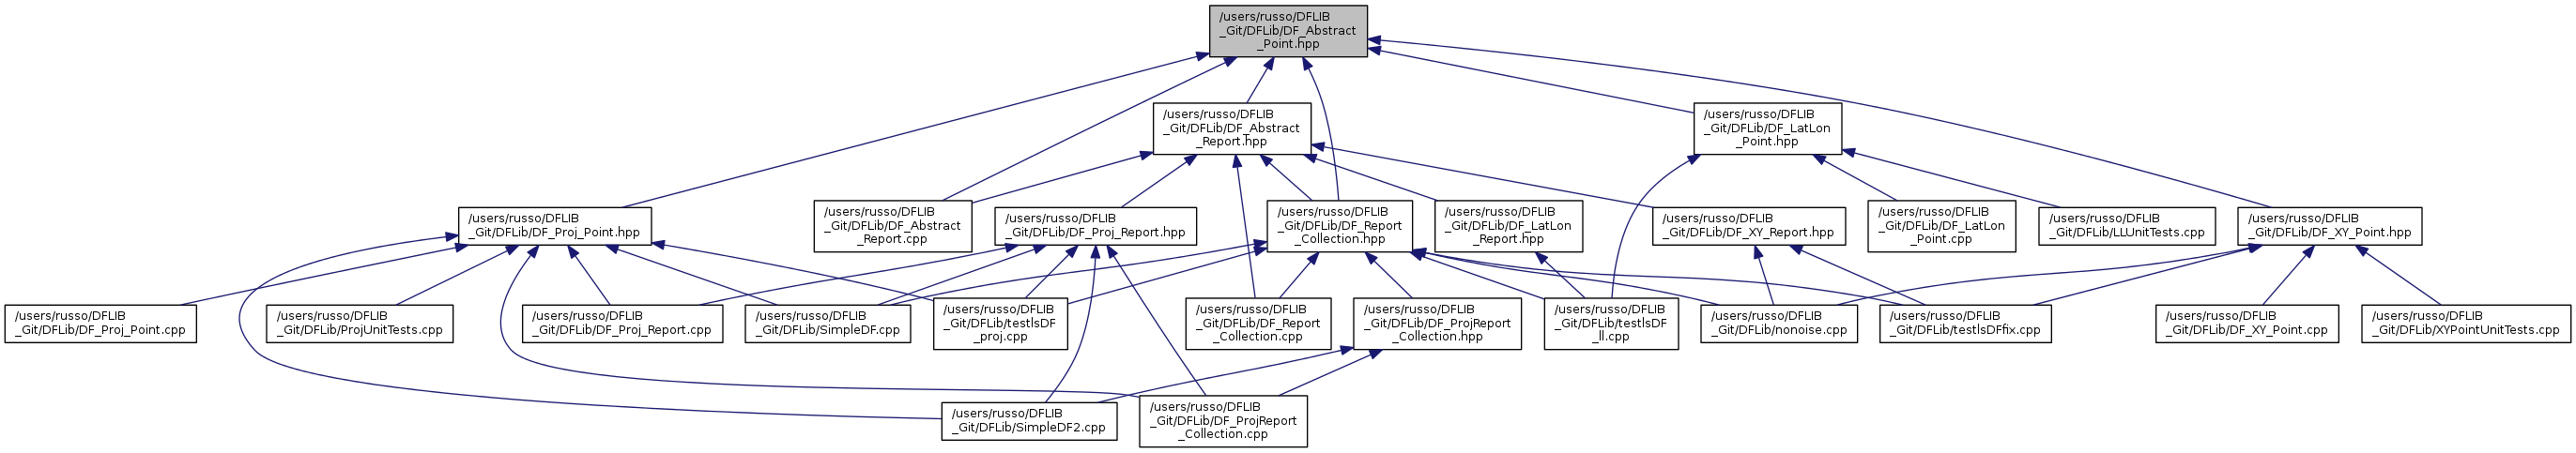 /users/russo/DFLIB
_Git/DFLib/DF_Abstract
_Point.hpp
/users/russo/DFLIB
_Git/DFLib/DF_Abstract
_Report.hpp
/users/russo/DFLIB
_Git/DFLib/DF_LatLon
_Point.hpp
/users/russo/DFLIB
_Git/DFLib/DF_Proj_Point.hpp
/users/russo/DFLIB
_Git/DFLib/DF_Abstract
_Report.cpp
/users/russo/DFLIB
_Git/DFLib/DF_Proj_Report.hpp
/users/russo/DFLIB
_Git/DFLib/DF_Report
_Collection.hpp
/users/russo/DFLIB
_Git/DFLib/DF_LatLon
_Report.hpp
/users/russo/DFLIB
_Git/DFLib/DF_XY_Report.hpp
/users/russo/DFLIB
_Git/DFLib/DF_LatLon
_Point.cpp
/users/russo/DFLIB
_Git/DFLib/LLUnitTests.cpp
/users/russo/DFLIB
_Git/DFLib/DF_XY_Point.hpp
/users/russo/DFLIB
_Git/DFLib/DF_Proj_Point.cpp
/users/russo/DFLIB
_Git/DFLib/ProjUnitTests.cpp
/users/russo/DFLIB
_Git/DFLib/DF_Proj_Report.cpp
/users/russo/DFLIB
_Git/DFLib/SimpleDF.cpp
/users/russo/DFLIB
_Git/DFLib/testlsDF
_proj.cpp
/users/russo/DFLIB
_Git/DFLib/DF_Report
_Collection.cpp
/users/russo/DFLIB
_Git/DFLib/DF_ProjReport
_Collection.hpp
/users/russo/DFLIB
_Git/DFLib/testlsDF
_ll.cpp
/users/russo/DFLIB
_Git/DFLib/nonoise.cpp
/users/russo/DFLIB
_Git/DFLib/testlsDFfix.cpp
/users/russo/DFLIB
_Git/DFLib/DF_XY_Point.cpp
/users/russo/DFLIB
_Git/DFLib/XYPointUnitTests.cpp
/users/russo/DFLIB
_Git/DFLib/SimpleDF2.cpp
/users/russo/DFLIB
_Git/DFLib/DF_ProjReport
_Collection.cpp